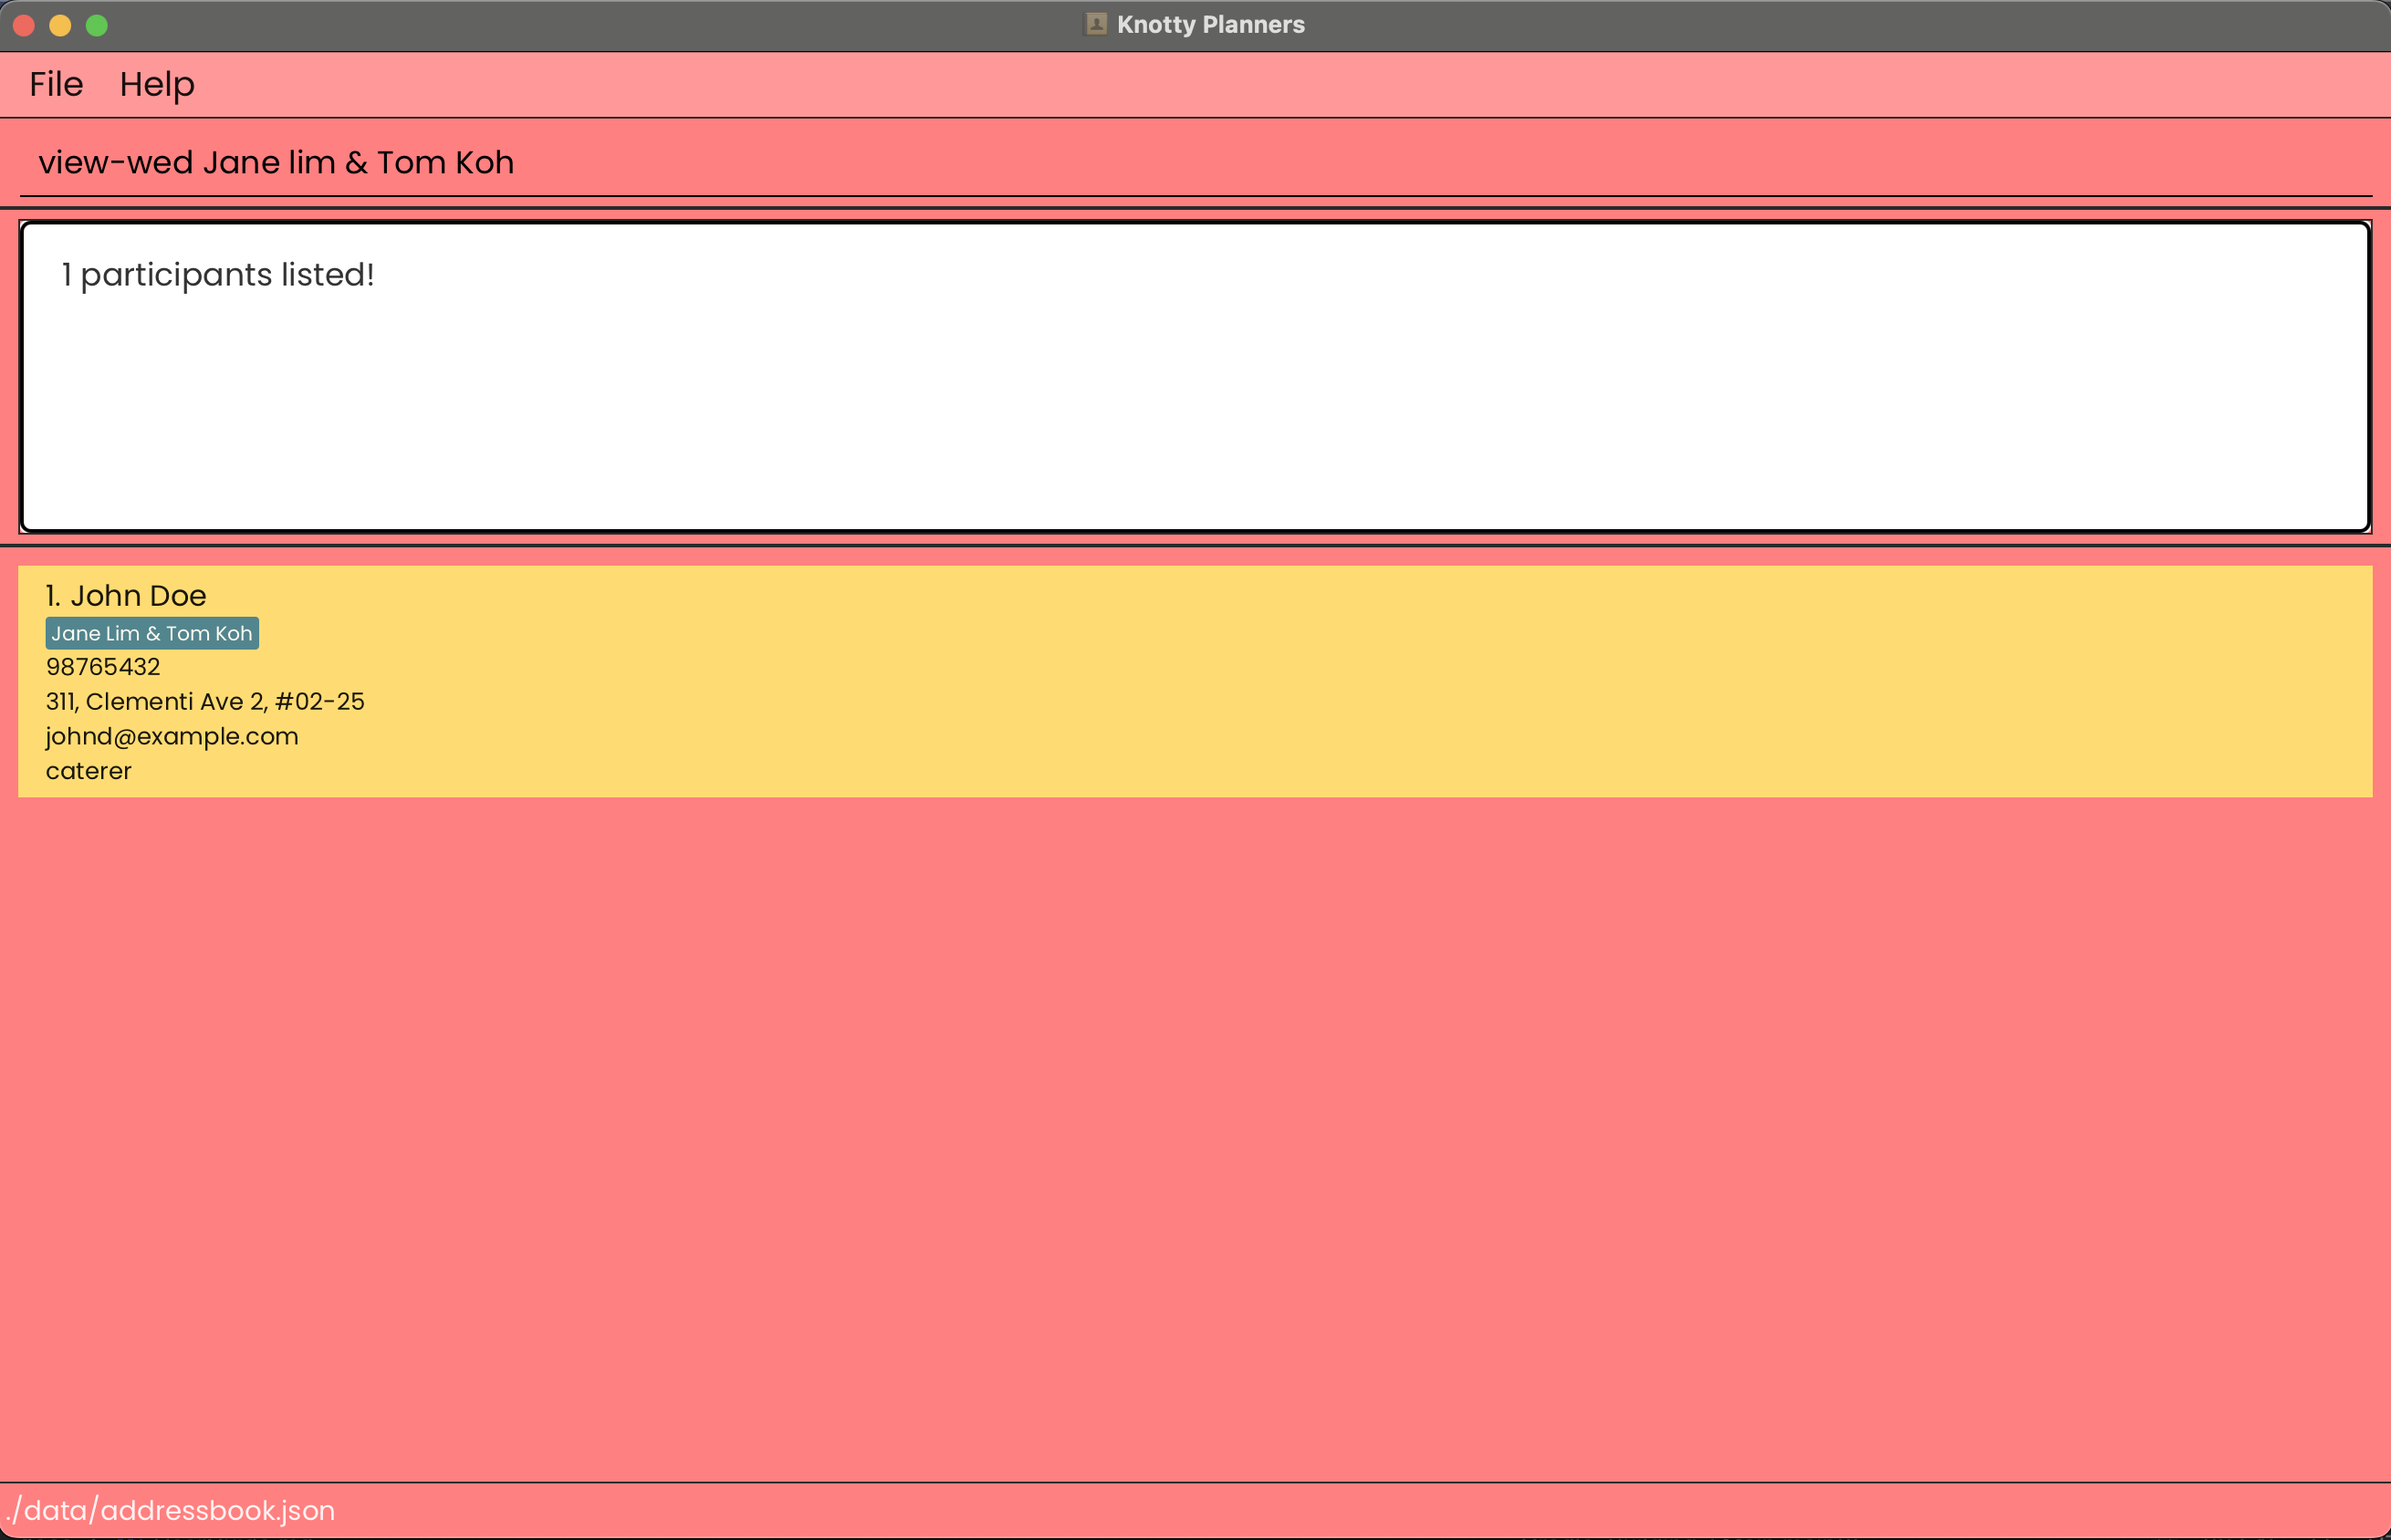 Knotty Planners
File Help
view-wed Jane lim & Tom Koh
1 participants listed!
1. John Doe
Jane Lim & Tom Koh
98765432
311, Clementi Ave 2, #02-25
johnd@example.com
caterer
./data/addressbook.json